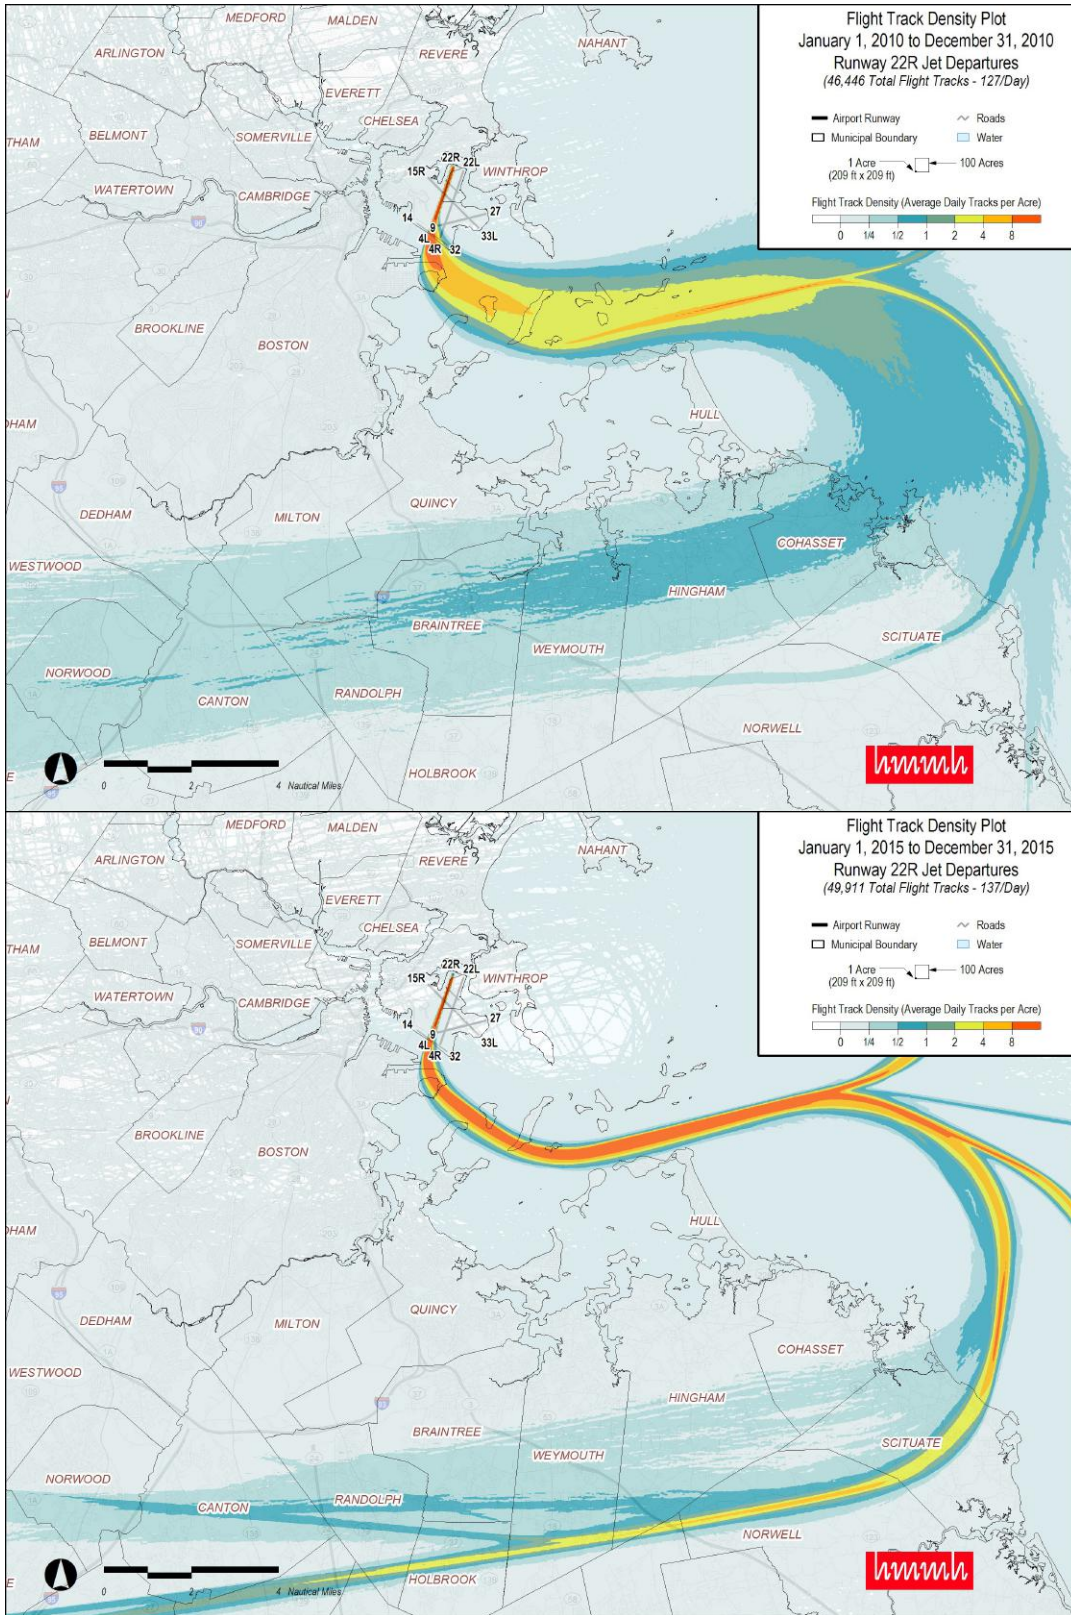 MEDFORD
MALDEN
NAHANT
ARLINGTON
REVERE
EVERETT
CHELSEA
BELMONT
SOMERVILLE
THAM
WATERTOWN
CAMBRIDGE
WINTHROP
22R
22L
15R
14
27
9
33L
4L
4R
32
BROOKLINE
BOSTON
HULL
HAM
DEDHAM
MILTON
QUINCY
COHASSET
WESTWOOD
HINGHAM
BRAINTREE
WEYMOUTH
SCITUATE
NORWOOD
CANTON
RANDOLPH
NORWELL
HOLBROOK
E
0 2 4 Nautical Miles
hmmh
Flight Track Density Plot
January 1, 2010 to December 31, 2010
Runway 22R Jet Departures
(46,446 Total Flight Tracks - 127/Day)
Airport Runway
Roads
Municipal Boundary
Water
1 Acre
(209 ft x 209 ft)
100 Acres
Flight Track Density (Average Daily Tracks per Acre)
0 1/4 1/2 1 2 4 8
MEDFORD
MALDEN
NAHANT
ARLINGTON
REVERE
EVERETT
CHELSEA
BELMONT
SOMERVILLE
THAM
WATERTOWN
CAMBRIDGE
WINTHROP
22R
22L
15R
14
27
9
33L
4L
4R
32
BROOKLINE
BOSTON
HULL
HAM
DEDHAM
MILTON
QUINCY
COHASSET
WESTWOOD
HINGHAM
BRAINTREE
WEYMOUTH
SCITUATE
NORWOOD
CANTON
RANDOLPH
NORWELL
HOLBROOK
E
0 2 4 Nautical Miles
hmmh
Flight Track Density Plot
January 1, 2015 to December 31, 2015
Runway 22R Jet Departures
(49,911 Total Flight Tracks - 137/Day)
Airport Runway
Roads
Municipal Boundary
Water
1 Acre
(209 ft x 209 ft)
100 Acres
Flight Track Density (Average Daily Tracks per Acre)
0 1/4 1/2 1 2 4 8